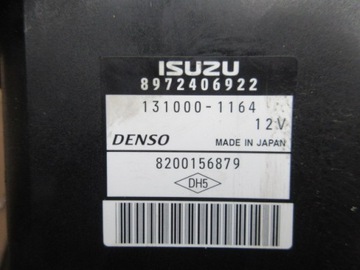 ISUZU
8972406922
131000-1164
12V
DENSO MADE IN JAPAN
8200156879
DH5